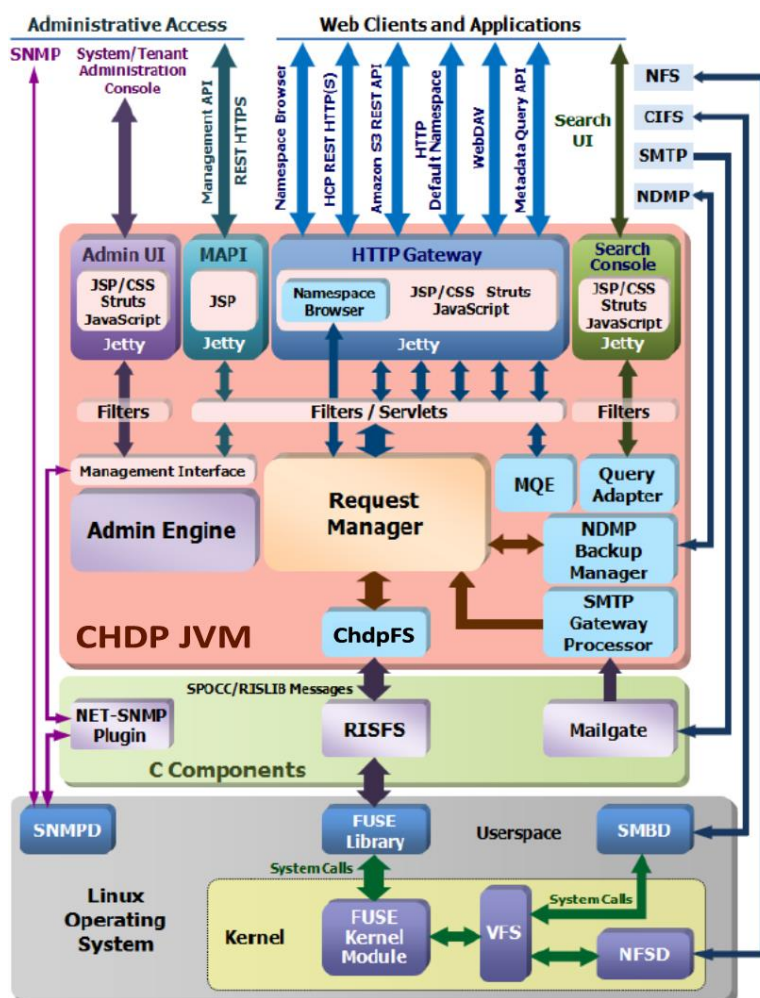 Administrative Access
Web Clients and Applications
SNMP
System/Tenant
Administration
Console
Management API
REST HTTPS
Namespace Browser
HCP REST HTTP(S)
Amazon S3 REST API
HTTP
Default Namespace
WebDAV
Metadata Query API
Search
UI
NFS
CIFS
SMTP
NDMP
Admin UI
JSP/CSS
Struts
JavaScript
Jetty
MAPI
JSP
Jetty
HTTP Gateway
Namespace
Browser
JSP/CSS Struts
JavaScript
Jetty
Search
Console
JSP/CSS
Struts
JavaScript
Jetty
Filters
Filters / Servlets
Filters
Management Interface
Admin Engine
Request
Manager
MQE
Query
Adapter
NDMP
Backup
Manager
SMTP
Gateway
Processor
CHDP JVM
ChdpFS
SPOCC/RISLIB Messages
NET-SNMP
Plugin
RISFS
Mailgate
C Components
SNMPD
FUSE
Library
Userspace
SMBD
System Calls
System Calls
Linux
Operating
System
Kernel
FUSE
Kernel
Module
VFS
NFSD